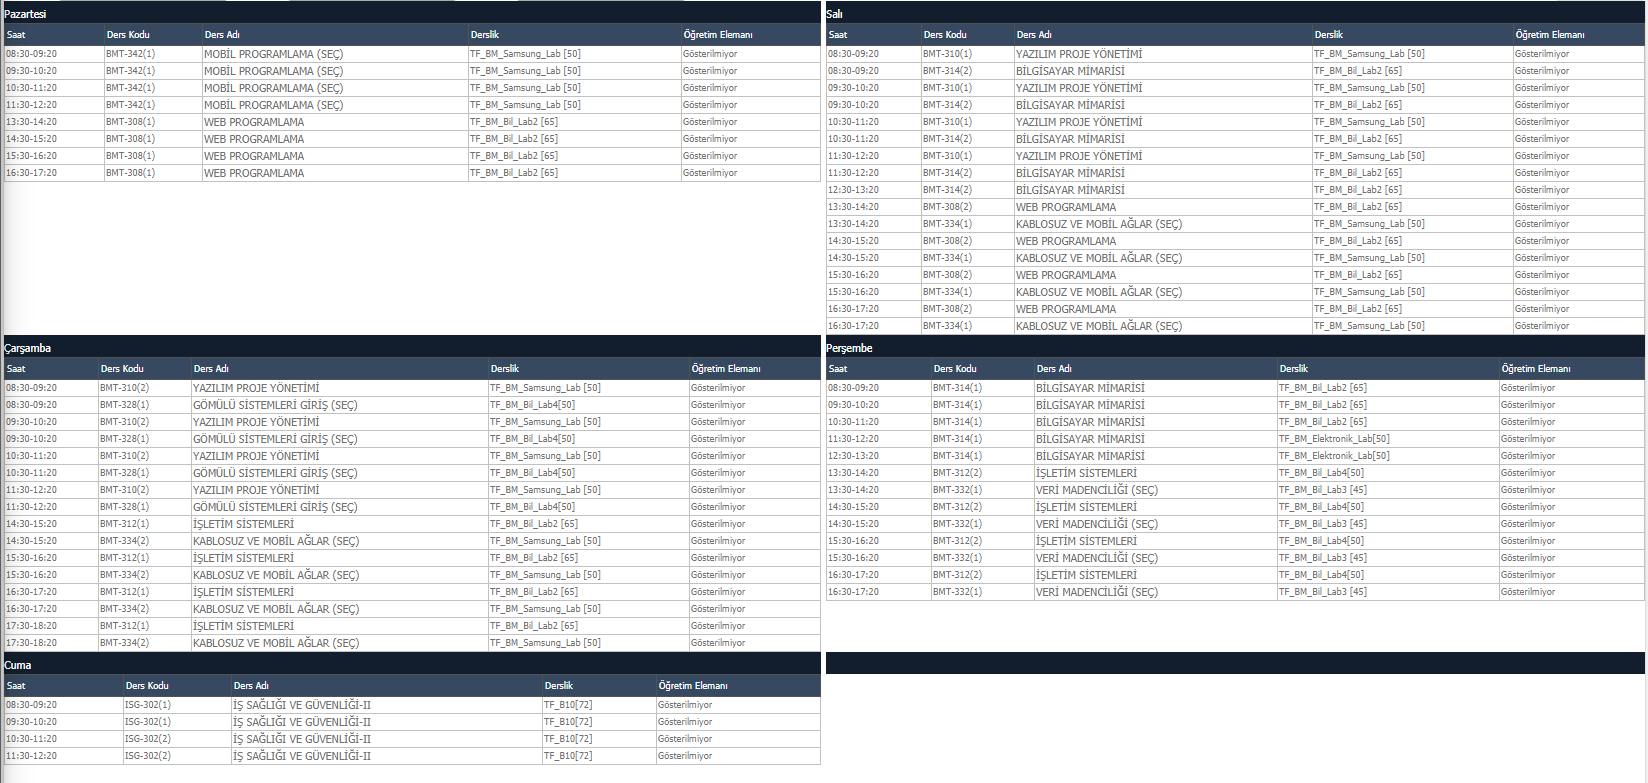 Pazartesi
Saat Ders Kodu Ders Adı Derslik Öğretim Elemanı
08:30-09:20 BMT-342(1) MOBİL PROGRAMLAMA (SEÇ) TF_BM_Samsung_Lab [50] Gösterilmiyor
09:30-10:20 BMT-342(1) MOBİL PROGRAMLAMA (SEÇ) TF_BM_Samsung_Lab [50] Gösterilmiyor
10:30-11:20 BMT-342(1) MOBİL PROGRAMLAMA (SEÇ) TF_BM_Samsung_Lab [50] Gösterilmiyor
11:30-12:20 BMT-342(1) MOBİL PROGRAMLAMA (SEÇ) TF_BM_Samsung_Lab [50] Gösterilmiyor
13:30-14:20 BMT-308(1) WEB PROGRAMLAMA TF_BM_Bil_Lab2 [65] Gösterilmiyor
14:30-15:20 BMT-308(1) WEB PROGRAMLAMA TF_BM_Bil_Lab2 [65] Gösterilmiyor
15:30-16:20 BMT-308(1) WEB PROGRAMLAMA TF_BM_Bil_Lab2 [65] Gösterilmiyor
16:30-17:20 BMT-308(1) WEB PROGRAMLAMA TF_BM_Bil_Lab2 [65] Gösterilmiyor
Salı
Saat Ders Kodu Ders Adı Derslik Öğretim Elemanı
08:30-09:20 BMT-310(1) YAZILIM PROJE YÖNETİMİ TF_BM_Samsung_Lab [50] Gösterilmiyor
08:30-09:20 BMT-314(2) BİLGİSAYAR MİMARİSİ TF_BM_Bil_Lab2 [65] Gösterilmiyor
09:30-10:20 BMT-310(1) YAZILIM PROJE YÖNETİMİ TF_BM_Samsung_Lab [50] Gösterilmiyor
09:30-10:20 BMT-314(2) BİLGİSAYAR MİMARİSİ TF_BM_Bil_Lab2 [65] Gösterilmiyor
10:30-11:20 BMT-310(1) YAZILIM PROJE YÖNETİMİ TF_BM_Samsung_Lab [50] Gösterilmiyor
10:30-11:20 BMT-314(2) BİLGİSAYAR MİMARİSİ TF_BM_Bil_Lab2 [65] Gösterilmiyor
11:30-12:20 BMT-310(1) YAZILIM PROJE YÖNETİMİ TF_BM_Samsung_Lab [50] Gösterilmiyor
11:30-12:20 BMT-314(2) BİLGİSAYAR MİMARİSİ TF_BM_Bil_Lab2 [65] Gösterilmiyor
12:30-13:20 BMT-314(2) BİLGİSAYAR MİMARİSİ TF_BM_Bil_Lab2 [65] Gösterilmiyor
13:30-14:20 BMT-308(2) WEB PROGRAMLAMA TF_BM_Bil_Lab2 [65] Gösterilmiyor
13:30-14:20 BMT-334(1) KABLOSUZ VE MOBİL AĞLAR (SEÇ) TF_BM_Samsung_Lab [50] Gösterilmiyor
14:30-15:20 BMT-308(2) WEB PROGRAMLAMA TF_BM_Bil_Lab2 [65] Gösterilmiyor
14:30-15:20 BMT-334(1) KABLOSUZ VE MOBİL AĞLAR (SEÇ) TF_BM_Samsung_Lab [50] Gösterilmiyor
15:30-16:20 BMT-308(2) WEB PROGRAMLAMA TF_BM_Bil_Lab2 [65] Gösterilmiyor
15:30-16:20 BMT-334(1) KABLOSUZ VE MOBİL AĞLAR (SEÇ) TF_BM_Samsung_Lab [50] Gösterilmiyor
16:30-17:20 BMT-308(2) WEB PROGRAMLAMA TF_BM_Bil_Lab2 [65] Gösterilmiyor
16:30-17:20 BMT-334(1) KABLOSUZ VE MOBİL AĞLAR (SEÇ) TF_BM_Samsung_Lab [50] Gösterilmiyor
Çarşamba
Saat Ders Kodu Ders Adı Derslik Öğretim Elemanı
08:30-09:20 BMT-310(2) YAZILIM PROJE YÖNETİMİ TF_BM_Samsung_Lab [50] Gösterilmiyor
08:30-09:20 BMT-328(1) GÖMÜLÜ SİSTEMLERİ GİRİŞ (SEÇ) TF_BM_Bil_Lab4[50] Gösterilmiyor
09:30-10:20 BMT-310(2) YAZILIM PROJE YÖNETİMİ TF_BM_Samsung_Lab [50] Gösterilmiyor
09:30-10:20 BMT-328(1) GÖMÜLÜ SİSTEMLERİ GİRİŞ (SEÇ) TF_BM_Bil_Lab4[50] Gösterilmiyor
10:30-11:20 BMT-310(2) YAZILIM PROJE YÖNETİMİ TF_BM_Samsung_Lab [50] Gösterilmiyor
10:30-11:20 BMT-328(1) GÖMÜLÜ SİSTEMLERİ GİRİŞ (SEÇ) TF_BM_Bil_Lab4[50] Gösterilmiyor
11:30-12:20 BMT-310(2) YAZILIM PROJE YÖNETİMİ TF_BM_Samsung_Lab [50] Gösterilmiyor
11:30-12:20 BMT-328(1) GÖMÜLÜ SİSTEMLERİ GİRİŞ (SEÇ) TF_BM_Bil_Lab4[50] Gösterilmiyor
14:30-15:20 BMT-312(1) İŞLETİM SİSTEMLERİ TF_BM_Bil_Lab2 [65] Gösterilmiyor
14:30-15:20 BMT-334(2) KABLOSUZ VE MOBİL AĞLAR (SEÇ) TF_BM_Samsung_Lab [50] Gösterilmiyor
15:30-16:20 BMT-312(1) İŞLETİM SİSTEMLERİ TF_BM_Bil_Lab2 [65] Gösterilmiyor
15:30-16:20 BMT-334(2) KABLOSUZ VE MOBİL AĞLAR (SEÇ) TF_BM_Samsung_Lab [50] Gösterilmiyor
16:30-17:20 BMT-312(1) İŞLETİM SİSTEMLERİ TF_BM_Bil_Lab2 [65] Gösterilmiyor
16:30-17:20 BMT-334(2) KABLOSUZ VE MOBİL AĞLAR (SEÇ) TF_BM_Samsung_Lab [50] Gösterilmiyor
17:30-18:20 BMT-312(1) İŞLETİM SİSTEMLERİ TF_BM_Bil_Lab2 [65] Gösterilmiyor
17:30-18:20 BMT-334(2) KABLOSUZ VE MOBİL AĞLAR (SEÇ) TF_BM_Samsung_Lab [50] Gösterilmiyor
Perşembe
Saat Ders Kodu Ders Adı Derslik Öğretim Elemanı
08:30-09:20 BMT-314(1) BİLGİSAYAR MİMARİSİ TF_BM_Bil_Lab2 [65] Gösterilmiyor
09:30-10:20 BMT-314(1) BİLGİSAYAR MİMARİSİ TF_BM_Bil_Lab2 [65] Gösterilmiyor
10:30-11:20 BMT-314(1) BİLGİSAYAR MİMARİSİ TF_BM_Bil_Lab2 [65] Gösterilmiyor
11:30-12:20 BMT-314(1) BİLGİSAYAR MİMARİSİ TF_BM_Elektronik_Lab[50] Gösterilmiyor
12:30-13:20 BMT-314(1) BİLGİSAYAR MİMARİSİ TF_BM_Elektronik_Lab[50] Gösterilmiyor
13:30-14:20 BMT-312(2) İŞLETİM SİSTEMLERİ TF_BM_Bil_Lab4[50] Gösterilmiyor
13:30-14:20 BMT-332(1) VERİ MADENCİLİĞİ (SEÇ) TF_BM_Bil_Lab3 [45] Gösterilmiyor
14:30-15:20 BMT-312(2) İŞLETİM SİSTEMLERİ TF_BM_Bil_Lab4[50] Gösterilmiyor
14:30-15:20 BMT-332(1) VERİ MADENCİLİĞİ (SEÇ) TF_BM_Bil_Lab3 [45] Gösterilmiyor
15:30-16:20 BMT-312(2) İŞLETİM SİSTEMLERİ TF_BM_Bil_Lab4[50] Gösterilmiyor
15:30-16:20 BMT-332(1) VERİ MADENCİLİĞİ (SEÇ) TF_BM_Bil_Lab3 [45] Gösterilmiyor
16:30-17:20 BMT-312(2) İŞLETİM SİSTEMLERİ TF_BM_Bil_Lab4[50] Gösterilmiyor
16:30-17:20 BMT-332(1) VERİ MADENCİLİĞİ (SEÇ) TF_BM_Bil_Lab3 [45] Gösterilmiyor
Cuma
Saat Ders Kodu Ders Adı Derslik Öğretim Elemanı
08:30-09:20 ISG-302(1) İŞ SAĞLIĞI VE GÜVENLİĞİ-II TF_B10[72] Gösterilmiyor
09:30-10:20 ISG-302(1) İŞ SAĞLIĞI VE GÜVENLİĞİ-II TF_B10[72] Gösterilmiyor
10:30-11:20 ISG-302(2) İŞ SAĞLIĞI VE GÜVENLİĞİ-II TF_B10[72] Gösterilmiyor
11:30-12:20 ISG-302(2) İŞ SAĞLIĞI VE GÜVENLİĞİ-II TF_B10[72] Gösterilmiyor